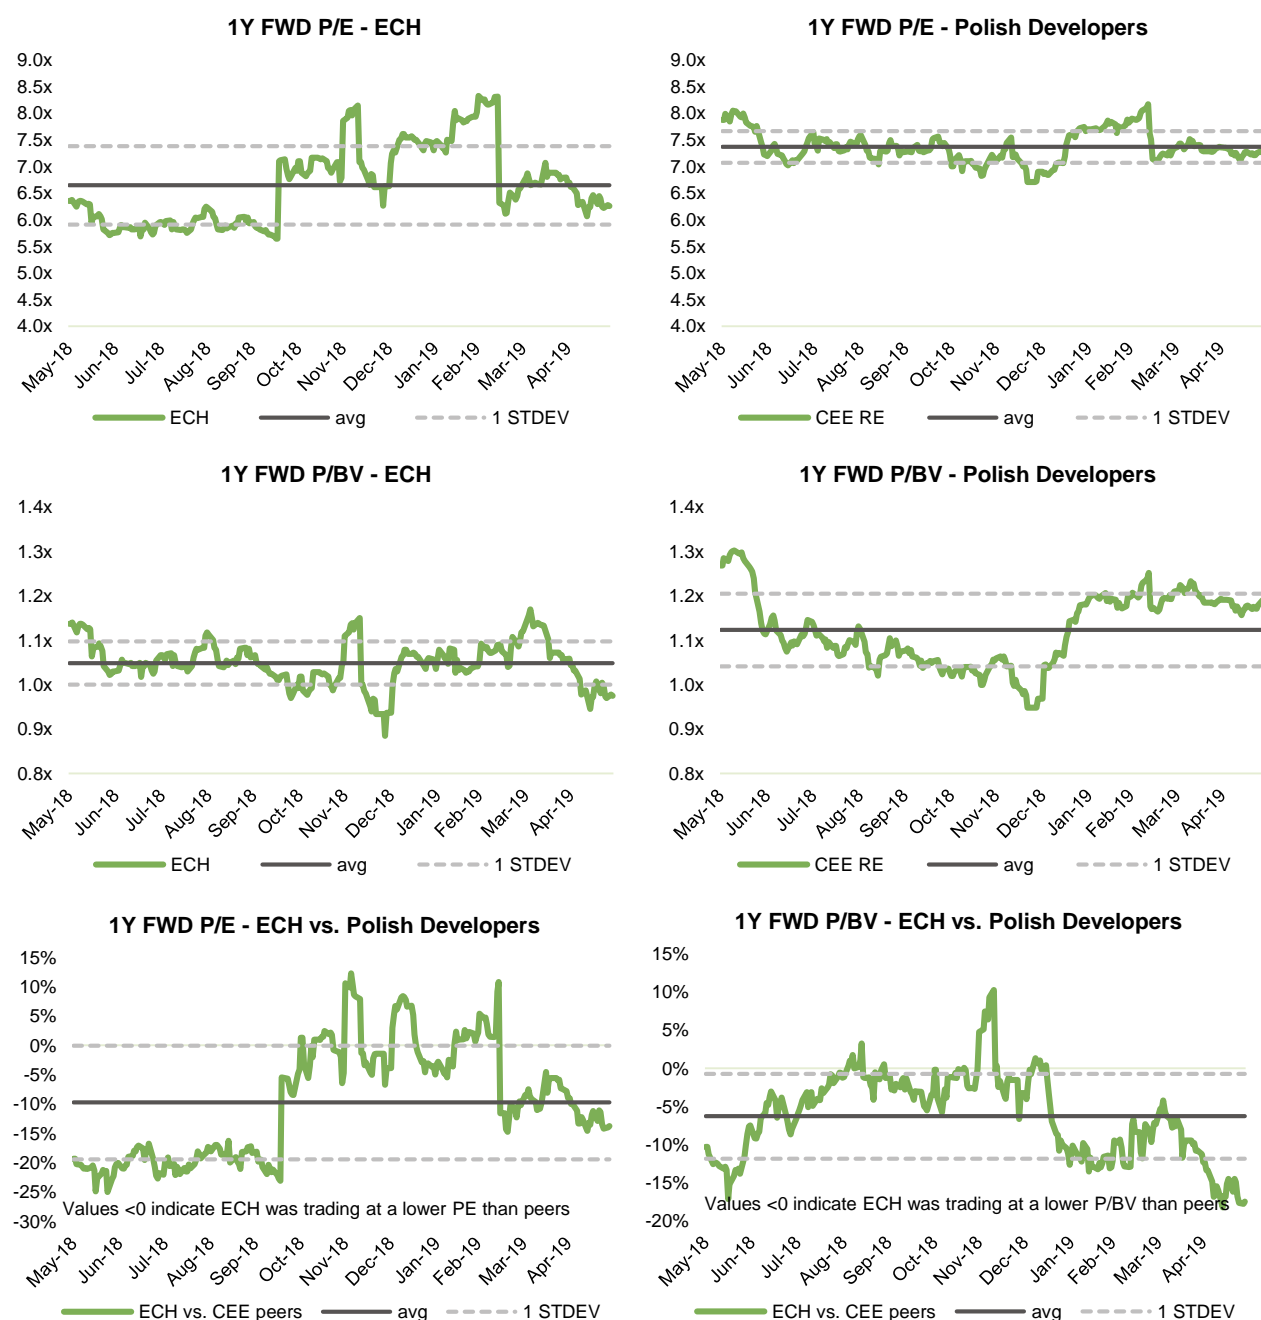 1Y FWD P/E - ECH
9.0x
8.5x
8.0x
7.5x
7.0x
6.5x
6.0x
5.5x
5.0x
4.5x
4.0x
May-18
Jun-18
Jul-18
Aug-18
Sep-18
Oct-18
Nov-18
Dec-18
Jan-19
Feb-19
Mar-19
Apr-19
ECH avg 1 STDEV
1Y FWD P/E - Polish Developers
9.0x
8.5x
8.0x
7.5x
7.0x
6.5x
6.0x
5.5x
5.0x
4.5x
4.0x
May-18
Jun-18
Jul-18
Aug-18
Sep-18
Oct-18
Nov-18
Dec-18
Jan-19
Feb-19
Mar-19
Apr-19
CEE RE avg 1 STDEV
1Y FWD P/BV - ECH
1.4x
1.3x
1.2x
1.1x
1.0x
0.9x
0.8x
May-18
Jun-18
Jul-18
Aug-18
Sep-18
Oct-18
Nov-18
Dec-18
Jan-19
Feb-19
Mar-19
Apr-19
ECH avg 1 STDEV
1Y FWD P/BV - Polish Developers
1.4x
1.3x
1.2x
1.1x
1.0x
0.9x
0.8x
May-18
Jun-18
Jul-18
Aug-18
Sep-18
Oct-18
Nov-18
Dec-18
Jan-19
Feb-19
Mar-19
Apr-19
CEE RE avg 1 STDEV
1Y FWD P/E - ECH vs. Polish Developers
15%
10%
5%
0%
-5%
-10%
-15%
-20%
-25%
-30%
Values <0 indicate ECH was trading at a lower PE than peers
May-18
Jun-18
Jul-18
Aug-18
Sep-18
Oct-18
Nov-18
Dec-18
Jan-19
Feb-19
Mar-19
Apr-19
ECH vs. CEE peers avg 1 STDEV
1Y FWD P/BV - ECH vs. Polish Developers
15%
10%
5%
0%
-5%
-10%
-15%
-20%
Values <0 indicate ECH was trading at a lower P/BV than peers
May-18
Jun-18
Jul-18
Aug-18
Sep-18
Oct-18
Nov-18
Dec-18
Jan-19
Feb-19
Mar-19
Apr-19
ECH vs. CEE peers avg 1 STDEV